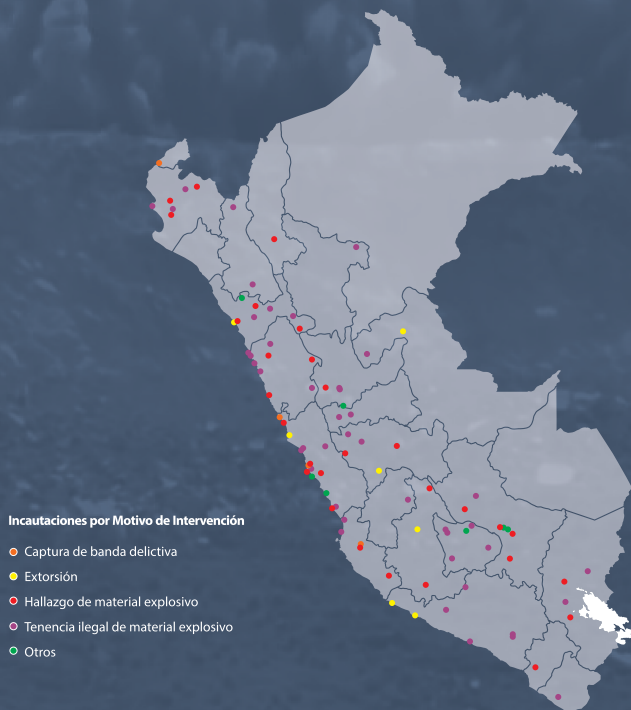 Incautaciones por Motivo de Intervención
Captura de banda delictiva
Extorsión
Hallazgo de material explosivo
Tenencia ilegal de material explosivo
Otros